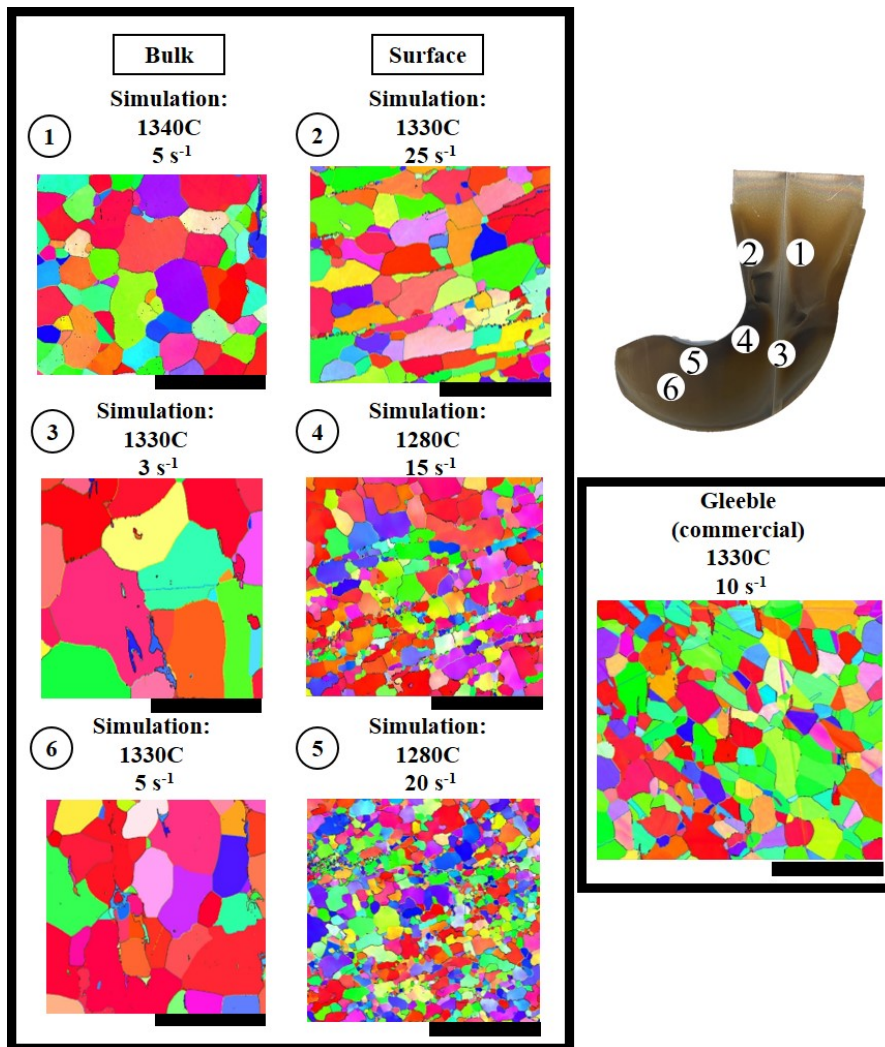 Bulk
Surface
1
Simulation:
1340C
5 s⁻¹
2
Simulation:
1330C
25 s⁻¹
3
Simulation:
1330C
3 s⁻¹
4
Simulation:
1280C
15 s⁻¹
6
Simulation:
1330C
5 s⁻¹
5
Simulation:
1280C
20 s⁻¹
2
1
4
3
5
6
Gleeble
(commercial)
1330C
10 s⁻¹